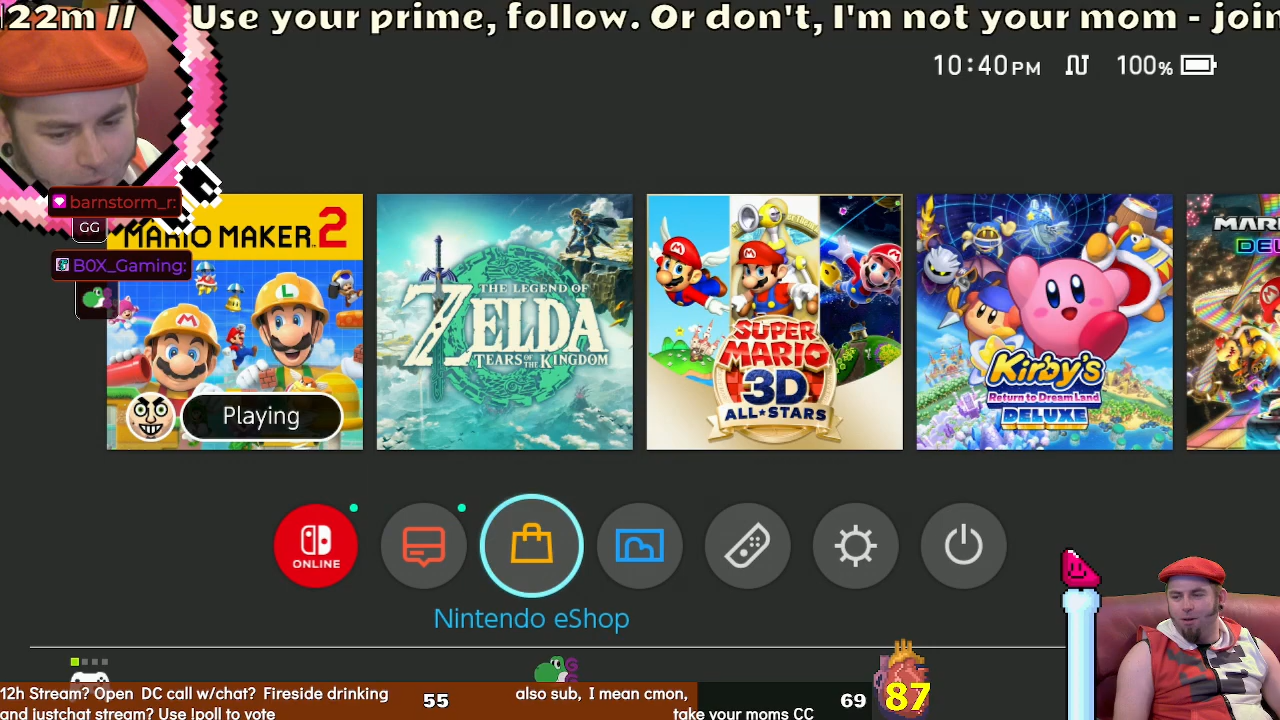 22m // Use your prime, follow. Or don't, I'm not your mom - join
10:40PM 100%
barnstorm_r:
GG
B0X_Gaming:
MARIO MAKER 2
Playing
THE LEGEND OF
ZELDA
TEARS OF THE KINGDOM
SUPER
MARIO
3D
ALL★STARS
Kirby's
Return to Dream Land
DELUXE
MAR
DEL
ONLINE
Nintendo eShop
12h Stream? Open DC call w/chat? Fireside drinking
and justchat stream? Use !poll to vote
55
also sub, I mean cmon,
take your moms CC
69
87